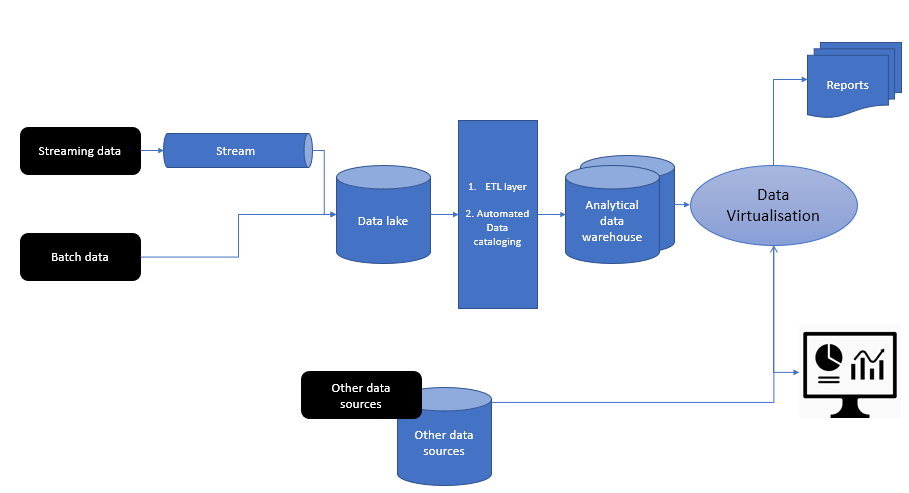 Reports
Streaming data
Stream
1. ETL layer
2. Automated
Data
cataloging
Data lake
Analytical
data
warehouse
Data
Virtualisation
Batch data
Other data
sources
Other data
sources